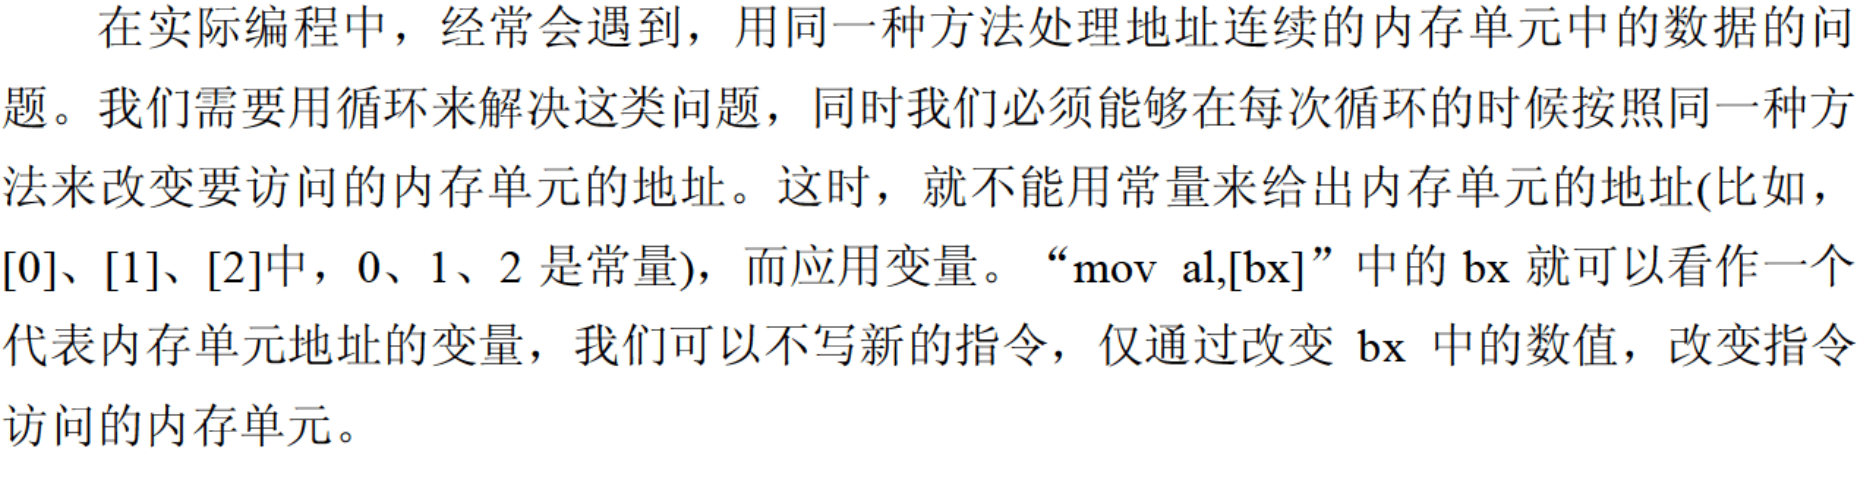 在实际编程中，经常会遇到，用同一种方法处理地址连续的内存单元中的数据的问
题。我们需要用循环来解决这类问题，同时我们必须能够在每次循环的时候按照同一种方
法来改变要访问的内存单元的地址。这时，就不能用常量来给出内存单元的地址(比如，
[0]、[1]、[2]中，0、1、2 是常量)，而应用变量。“mov al,[bx]”中的 bx 就可以看作一个
代表内存单元地址的变量，我们可以不写新的指令，仅通过改变 bx 中的数值，改变指令
访问的内存单元。